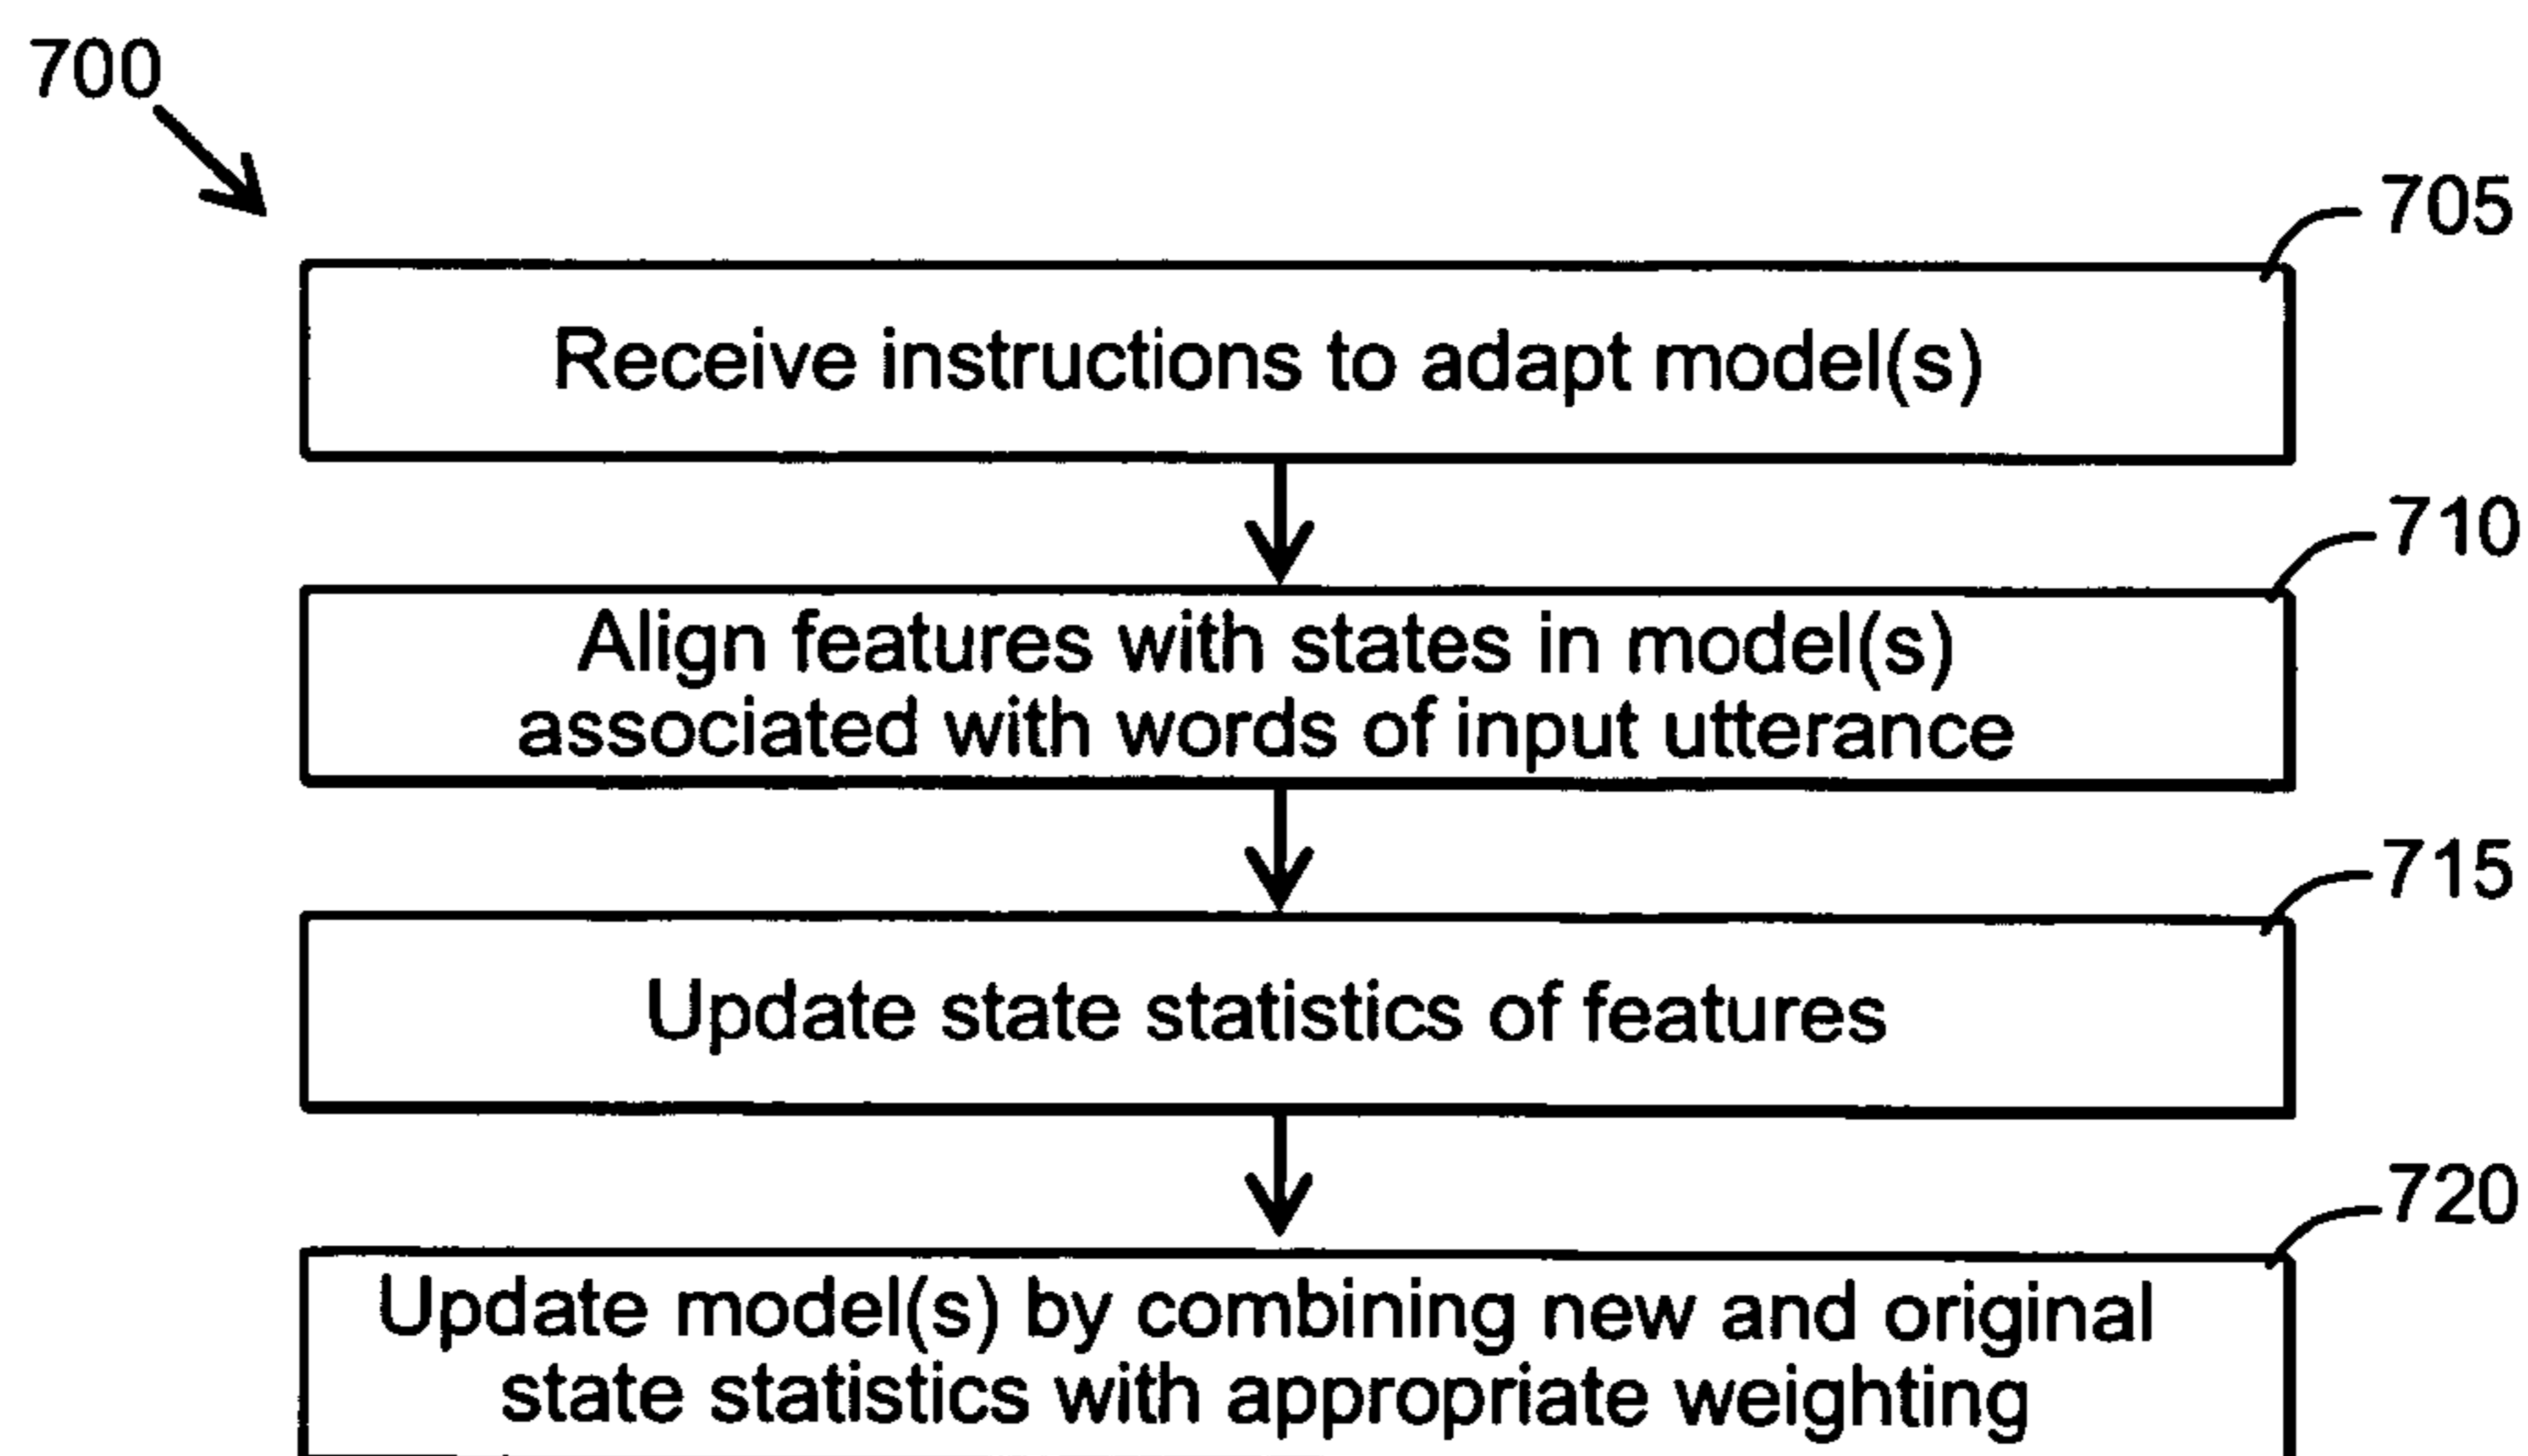 700
705
Receive instructions to adapt model(s)
710
Align features with states in model(s)
associated with words of input utterance
715
Update state statistics of features
720
Update model(s) by combining new and original
state statistics with appropriate weighting